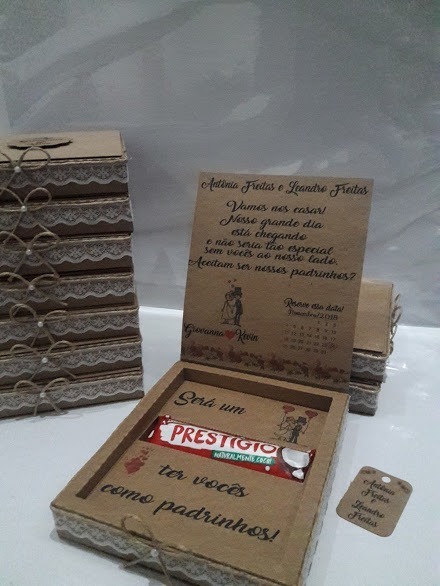 Antônia Freitas e Leandro Freitas
Vamos nos casar!
Nosso grande dia
está chegando
e não seria tão especial
sem vocês ao nosso lado.
Aceitam ser nossos padrinhos?
Reserve essa data!
Giovanna Kevin
Será um
PRESTÍGIO
NATURALMENTE COCO!
ter vocês
como padrinhos!
Antônia
Freitas
e
Leandro
Freitas